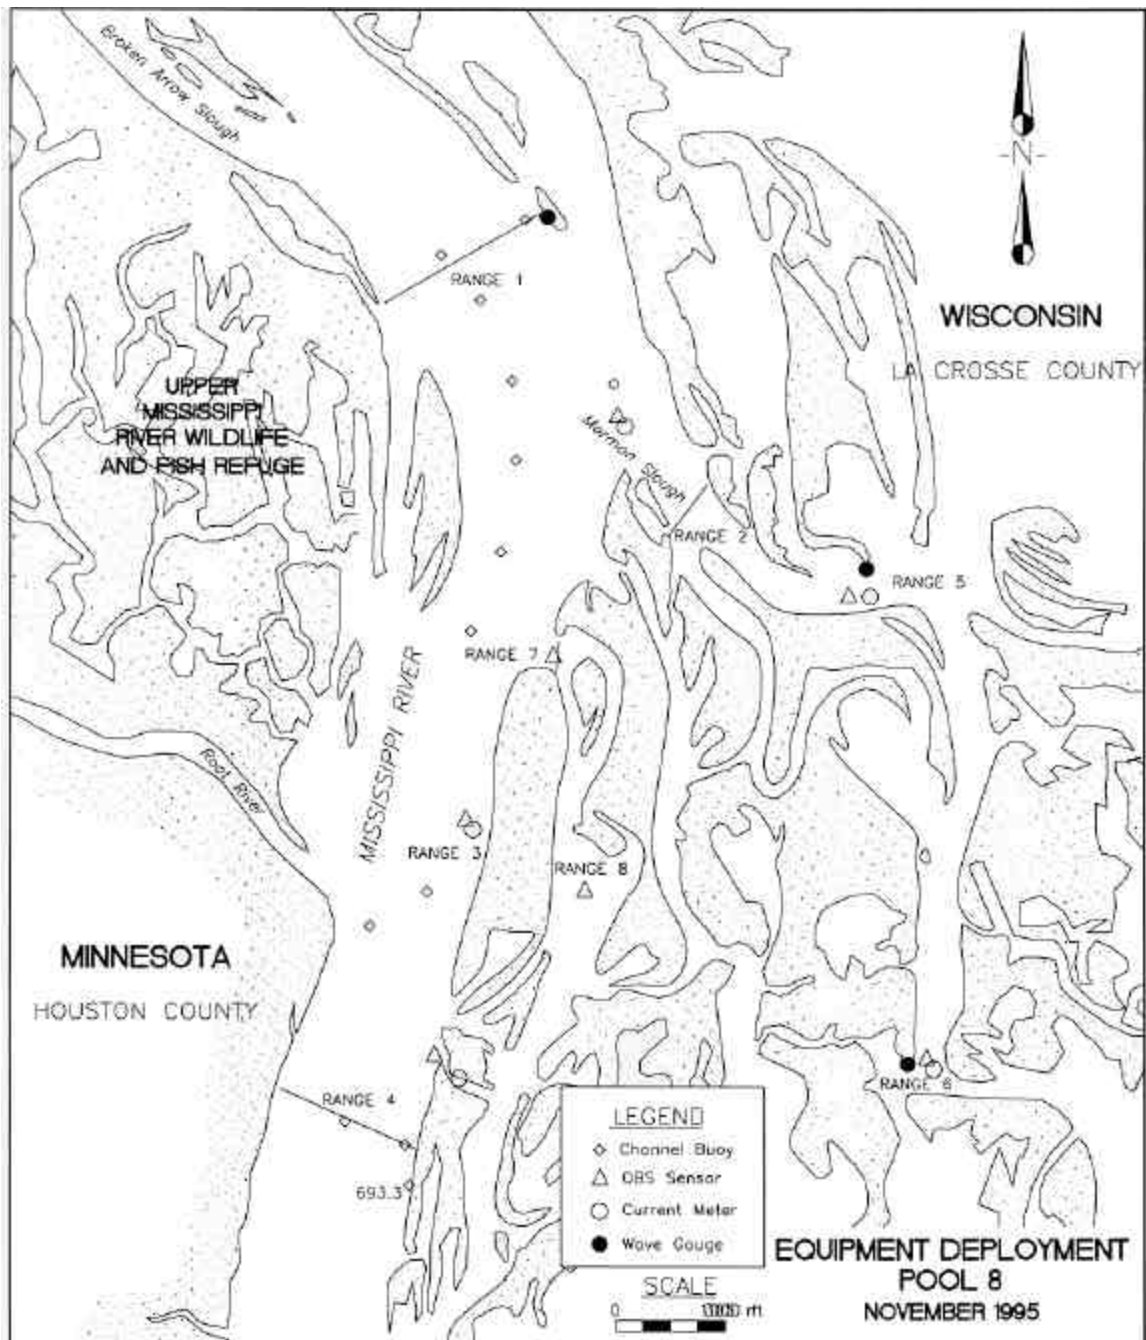 Broken Arrow Slough
-N-
RANGE 1
WISCONSIN
LA CROSSE COUNTY
UPPER
MISSISSIPPI
RIVER WILDLIFE
AND FISH REFUGE
Mormon Slough
RANGE 2
RANGE 5
RANGE 7
MISSISSIPPI RIVER
Root River
RANGE 3
RANGE 8
MINNESOTA
HOUSTON COUNTY
RANGE 6
RANGE 4
693.3
LEGEND
Channel Buoy
OBS Sensor
Current Meter
Wave Gauge
EQUIPMENT DEPLOYMENT
POOL 8
NOVEMBER 1995
SCALE
0